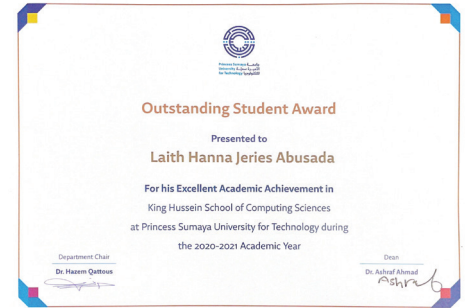 Princess Sumaya
University
for Technology
Outstanding Student Award
Presented to
Laith Hanna Jeries Abusada
For his Excellent Academic Achievement in
King Hussein School of Computing Sciences
at Princess Sumaya University for Technology during
the 2020-2021 Academic Year
Department Chair
Dr. Hazem Qattous
Dean
Dr. Ashraf Ahmad
Ashraf